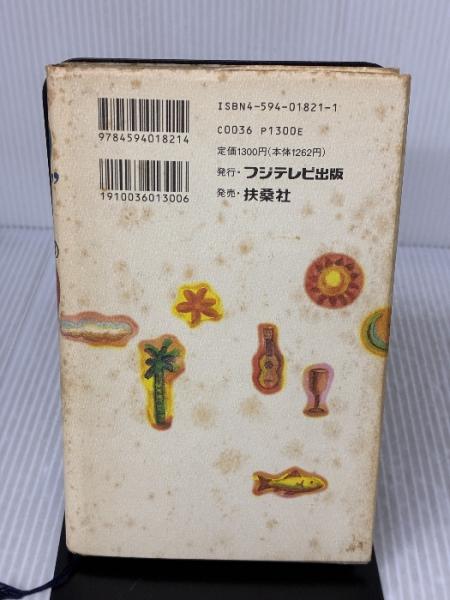 ISBN4-594-01821-1
C0036 P1300E
定価1300円(本体1262円)
発行・フジテレビ出版
発売・扶桑社
9784594018214
1910036013006
の